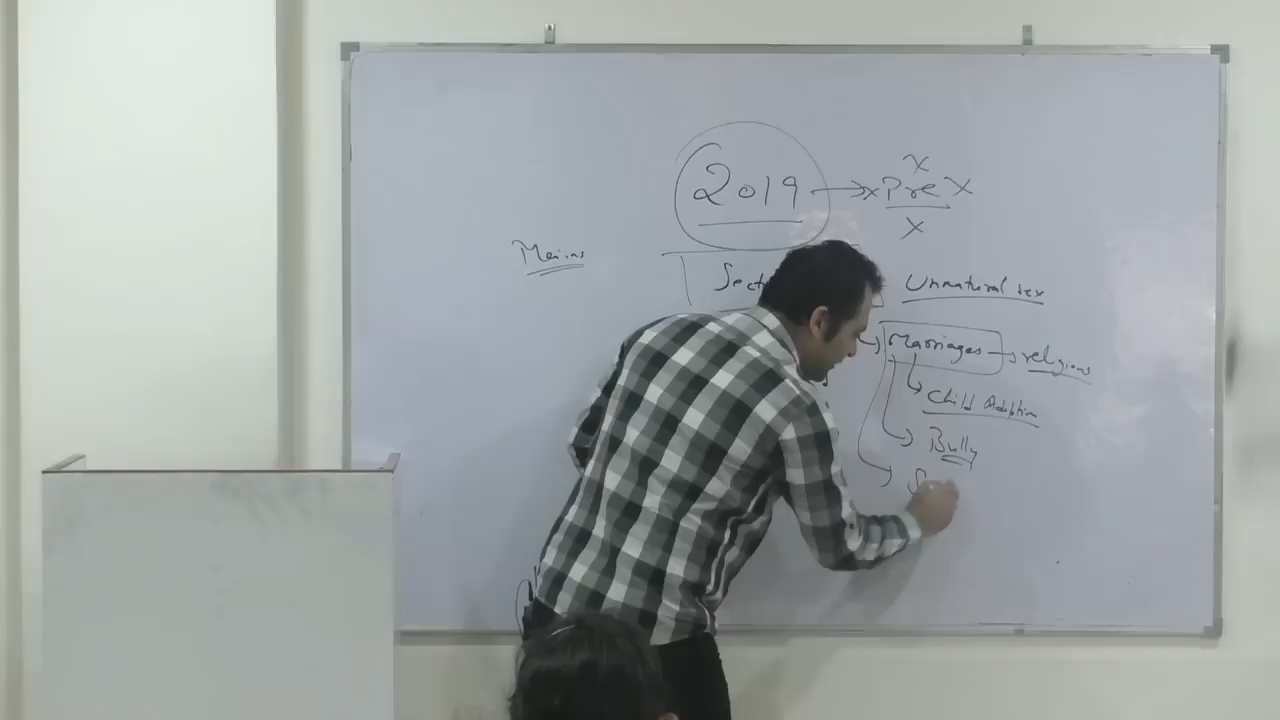 x
2019 → x Pre x
x
Mains
Unnatural sex
Marriages → religions
Child Adoption
Bully